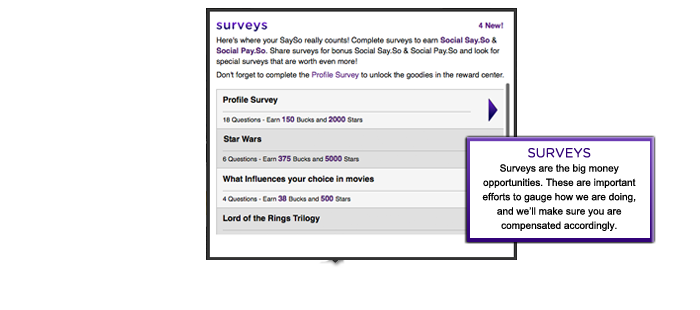 surveys
4 New!
Here's where your SaySo really counts! Complete surveys to earn Social Say.So &
Social Pay.So. Share surveys for bonus Social Say.So & Social Pay.So and look for
special surveys that are worth even more!
Don't forget to complete the Profile Survey to unlock the goodies in the reward center.
Profile Survey
18 Questions - Earn 150 Bucks and 2000 Stars
Star Wars
6 Questions - Earn 375 Bucks and 5000 Stars
What Influences your choice in movies
4 Questions - Earn 38 Bucks and 500 Stars
Lord of the Rings Trilogy
SURVEYS
Surveys are the big money
opportunities. These are important
efforts to gauge how we are doing,
and we'll make sure you are
compensated accordingly.